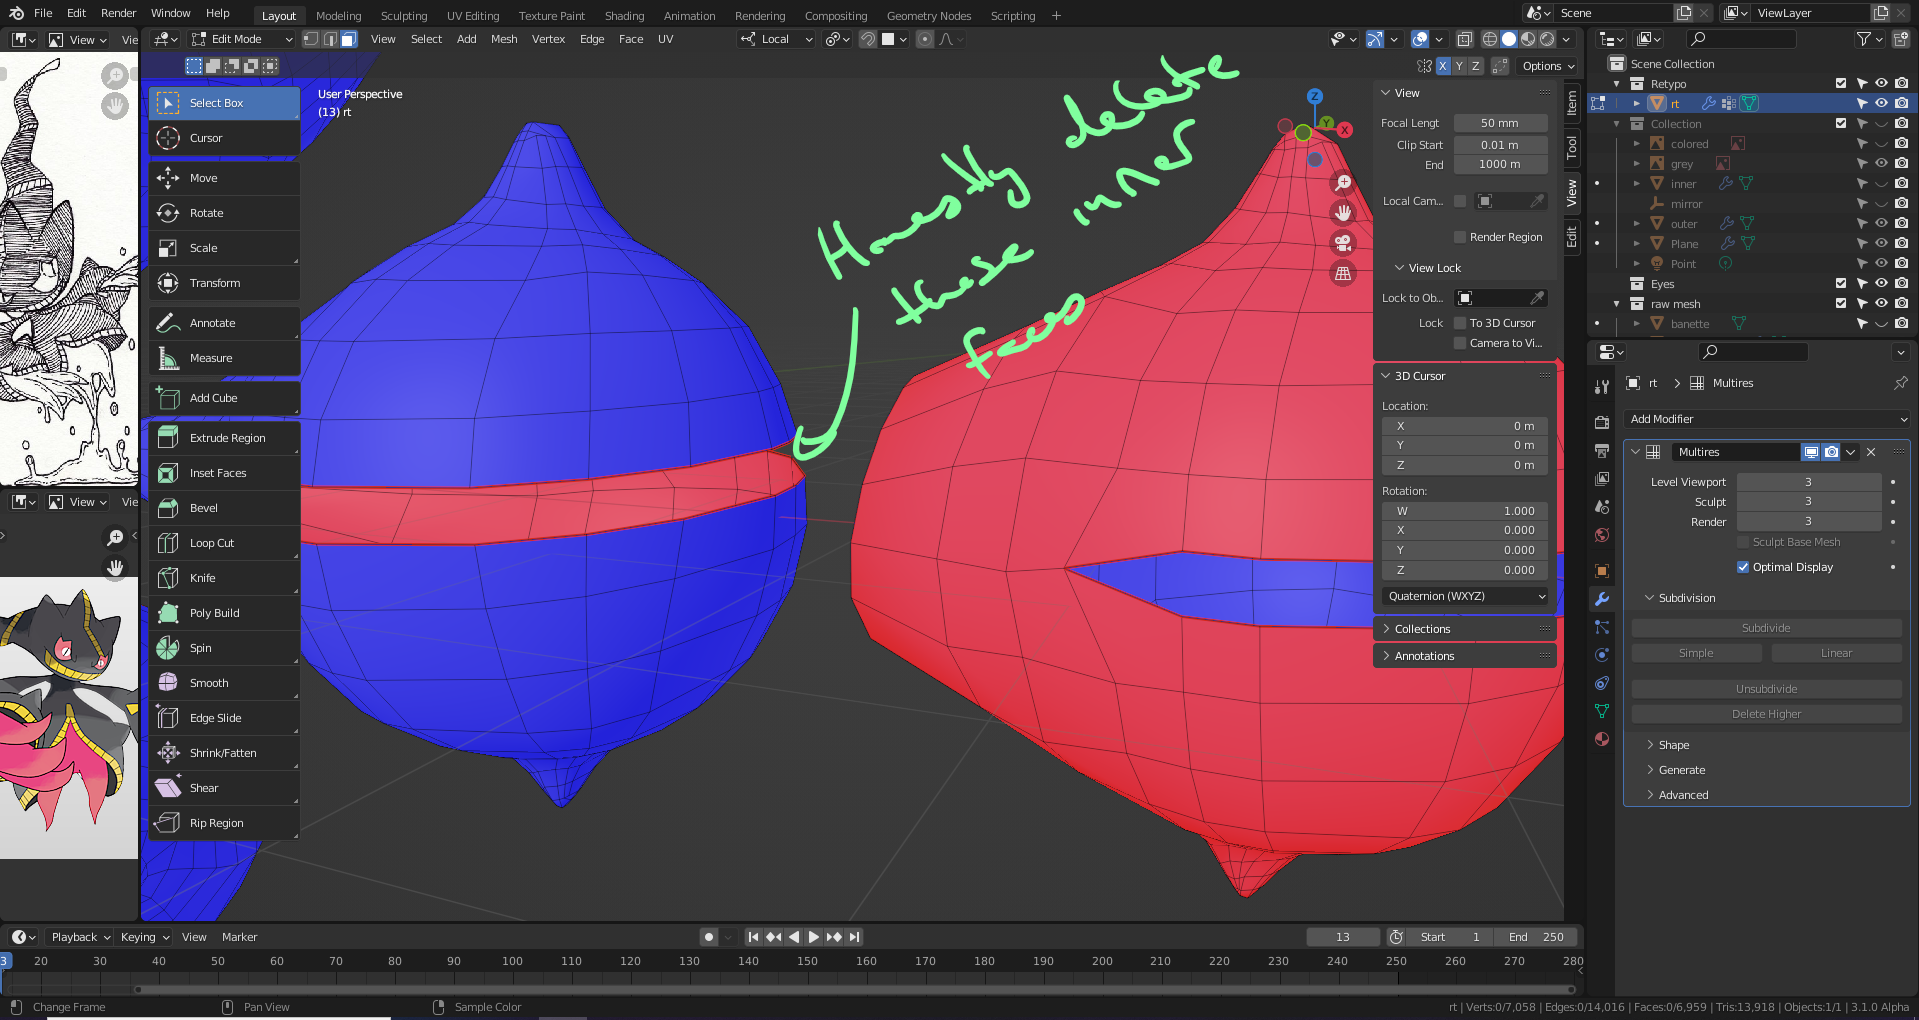 File Edit Render Window Help Layout Modeling Sculpting UV Editing Texture Paint Shading Animation Rendering Compositing Geometry Nodes Scripting + Scene ViewLayer
View Vie Edit Mode View Select Add Mesh Vertex Edge Face UV Local
X Y Z Options
User Perspective
(13) rt
Select Box
Cursor
Move
Rotate
Scale
Transform
Annotate
Measure
Add Cube
Extrude Region
Inset Faces
Bevel
Loop Cut
Knife
Poly Build
Spin
Smooth
Edge Slide
Shrink/Fatten
Shear
Rip Region
View Vie
Honestly delete
these inner
faces
Z
Y
X
View
Focal Lengt 50 mm
Clip Start 0.01 m
End 1000 m
Local Cam...
Render Region
View Lock
Lock to Ob...
Lock To 3D Cursor
Camera to Vi...
3D Cursor
Location:
X 0 m
Y 0 m
Z 0 m
Rotation:
W 1.000
X 0.000
Y 0.000
Z 0.000
Quaternion (WXYZ)
Collections
Annotations
Item
Tool
View
Edit
Scene Collection
Retypo
rt
Collection
colored
grey
inner
mirror
outer
Plane
Point
Eyes
raw mesh
banette
rt Multires
Add Modifier
Multires
Level Viewport 3
Sculpt 3
Render 3
Sculpt Base Mesh
Optimal Display
Subdivision
Subdivide
Simple Linear
Unsubdivide
Delete Higher
Shape
Generate
Advanced
Playback Keying View Marker 13 Start 1 End 250
3 20 30 40 50 60 70 80 90 100 110 120 130 140 150 160 170 180 190 200 210 220 230 240 250 260 270 280
Change Frame Pan View Sample Color rt | Verts:0/7,058 | Edges:0/14,016 | Faces:0/6,959 | Tris:13,918 | Objects:1/1 | 3.1.0 Alpha